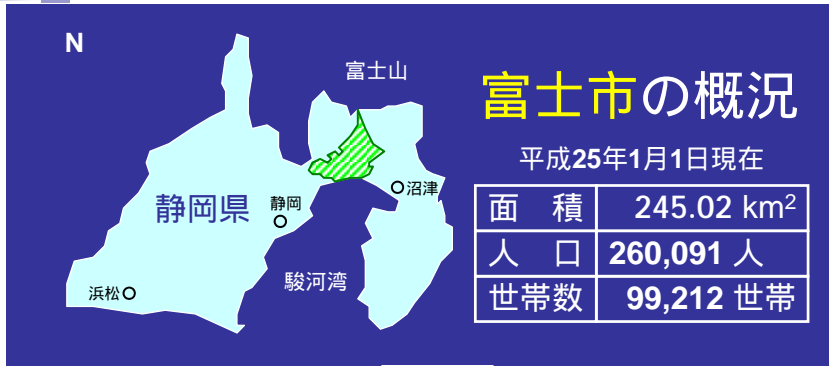 N
富士山
富士市の概況
平成25年1月1日現在
沼津
静岡県
静岡
駿河湾
浜松
面 積 245.02 km²
人 口 260,091 人
世帯数 99,212 世帯